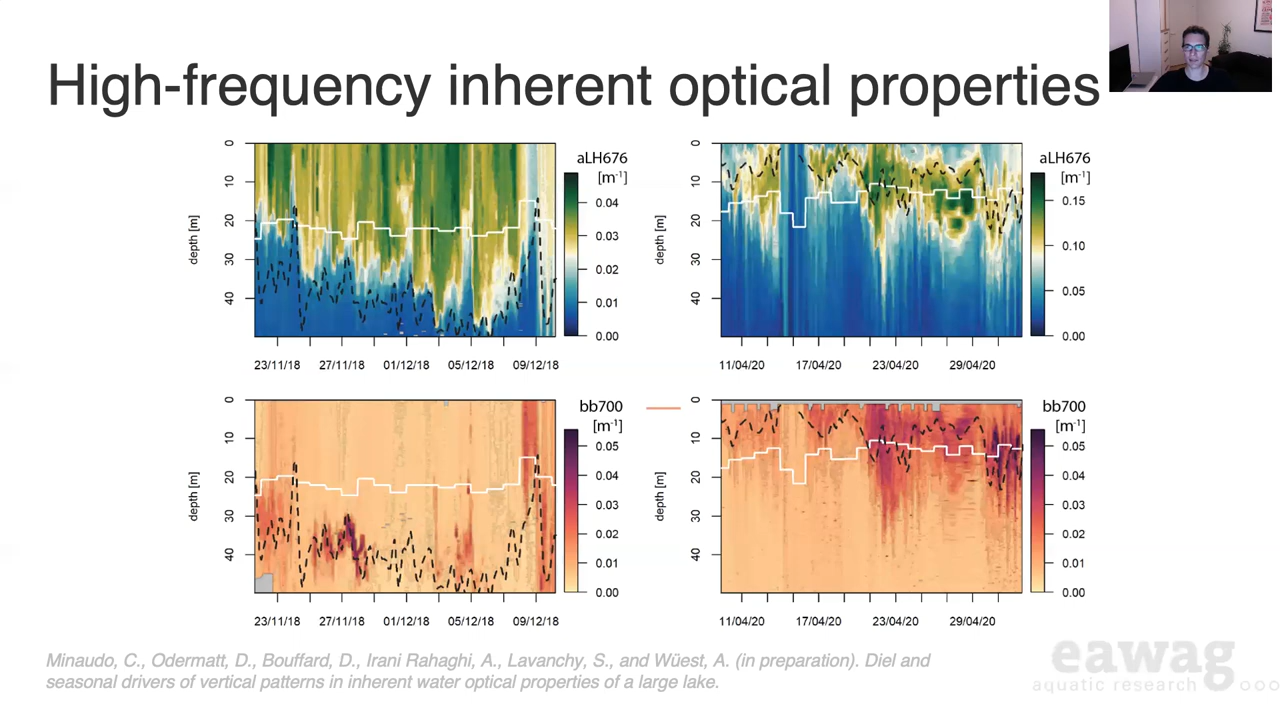 High-frequency inherent optical properties
aLH676
[m-1]
0
10
20
30
40
depth [m]
0.04
0.03
0.02
0.01
0.00
23/11/18 27/11/18 01/12/18 05/12/18 09/12/18
aLH676
[m-1]
0
10
20
30
40
depth [m]
0.15
0.10
0.05
0.00
11/04/20 17/04/20 23/04/20 29/04/20
bb700
[m-1]
0
10
20
30
40
depth [m]
0.05
0.04
0.03
0.02
0.01
0.00
23/11/18 27/11/18 01/12/18 05/12/18 09/12/18
bb700
[m-1]
0
10
20
30
40
depth [m]
0.05
0.04
0.03
0.02
0.01
0.00
11/04/20 17/04/20 23/04/20 29/04/20
Minaudo, C., Odermatt, D., Bouffard, D., Irani Rahaghi, A., Lavanchy, S., and Wüest, A. (in preparation). Diel and
seasonal drivers of vertical patterns in inherent water optical properties of a large lake.
eawag
aquatic research